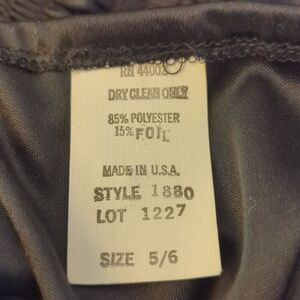 RN 44002
DRY CLEAN ONLY
85% POLYESTER
15% FOIL
MADE IN U.S.A.
STYLE 1880
LOT 1227
SIZE 5/6